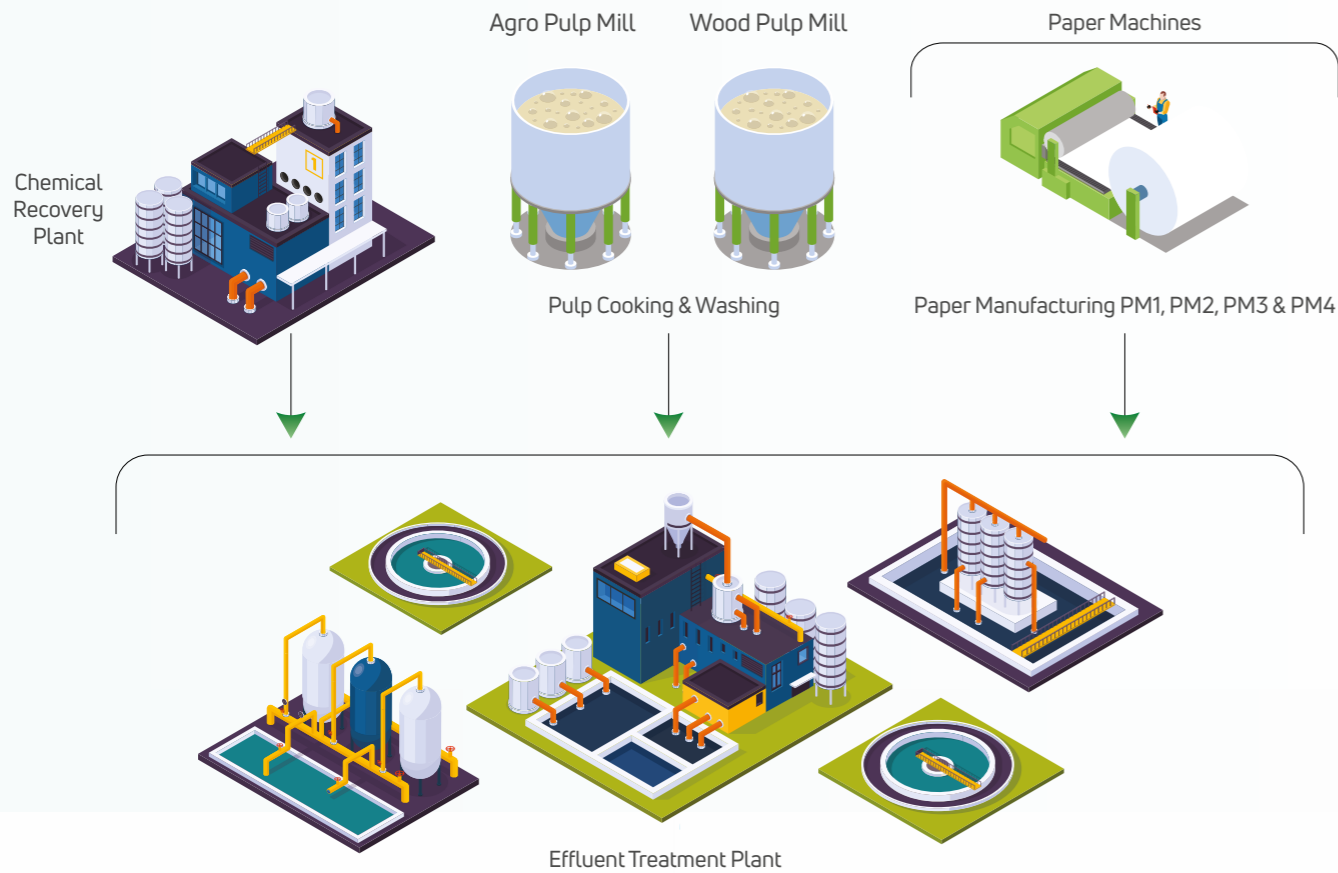 Agro Pulp Mill
Wood Pulp Mill
Paper Machines
1
Chemical
Recovery
Plant
Pulp Cooking & Washing
Paper Manufacturing PM1, PM2, PM3 & PM4
Effluent Treatment Plant